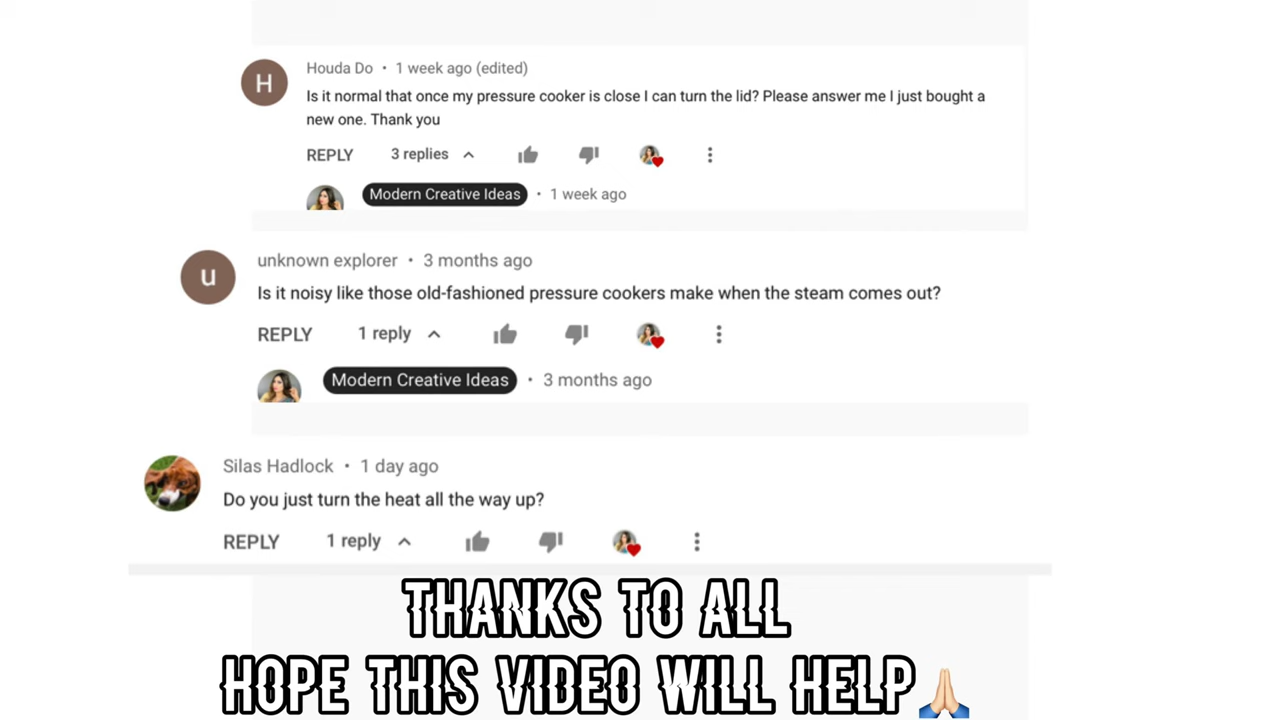 H
Houda Do • 1 week ago (edited)
Is it normal that once my pressure cooker is close I can turn the lid? Please answer me I just bought a
new one. Thank you
REPLY 3 replies
Modern Creative Ideas • 1 week ago
u
unknown explorer • 3 months ago
Is it noisy like those old-fashioned pressure cookers make when the steam comes out?
REPLY 1 reply
Modern Creative Ideas • 3 months ago
Silas Hadlock • 1 day ago
Do you just turn the heat all the way up?
REPLY 1 reply
THANKS TO ALL
HOPE THIS VIDEO WILL HELP🙏🏻